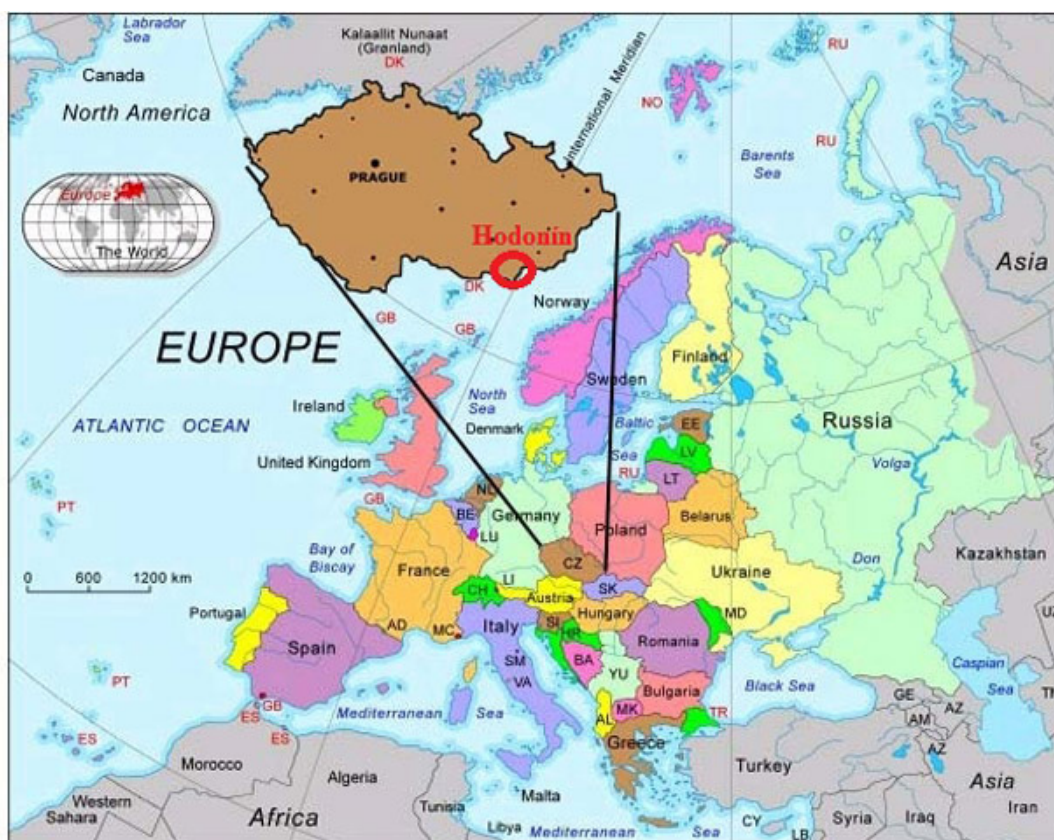 Labrador
Sea
Kalaallit Nunaat
(Grønland)
DK
Canada
North America
International Meridian
RU
NO
RU
Barents
Sea
Asia
PRAGUE
Europe
The World
Hodonín
DK
GB
GB
Norway
EUROPE
Finland
Sweden
North
Sea
Ireland
Denmark
Baltic
Sea
EE
Russia
ATLANTIC OCEAN
LV
United Kingdom
RU
LT
Volga
GB
NL
BE
Germany
Poland
Belarus
PT
LU
Bay of
Biscay
CZ
Don
Kazakhstan
0 600 1200 km
France
LI
CH
Austria
SK
Ukraine
Portugal
AD
MC
Italy
SI
HR
Hungary
MD
Romania
Spain
SM
VA
BA
YU
Caspian
Sea
PT
GB
ES
ES
ES
Mediterranean Sea
AL
MK
Bulgaria
TR
Black Sea
GE
AM
AZ
AZ
Greece
Morocco
Algeria
Turkey
Asia
Western
Sahara
Africa
Tunisia
Malta
Libya
Mediterranean Sea
CY
LB
Syria
Iraq
Iran